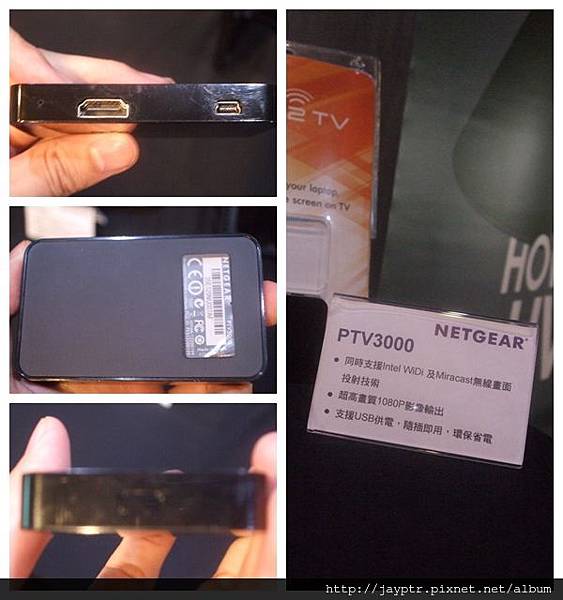 NETGEAR
2 TV
your laptop,
e screen on TV
HO
NETGEAR
PTV3000
● 同時支援Intel WiDi 及Miracast無線畫面
投射技術
● 超高畫質1080P影像輸出
● 支援USB供電，隨插即用，環保省電
http://jayptr.pixnet.net/album